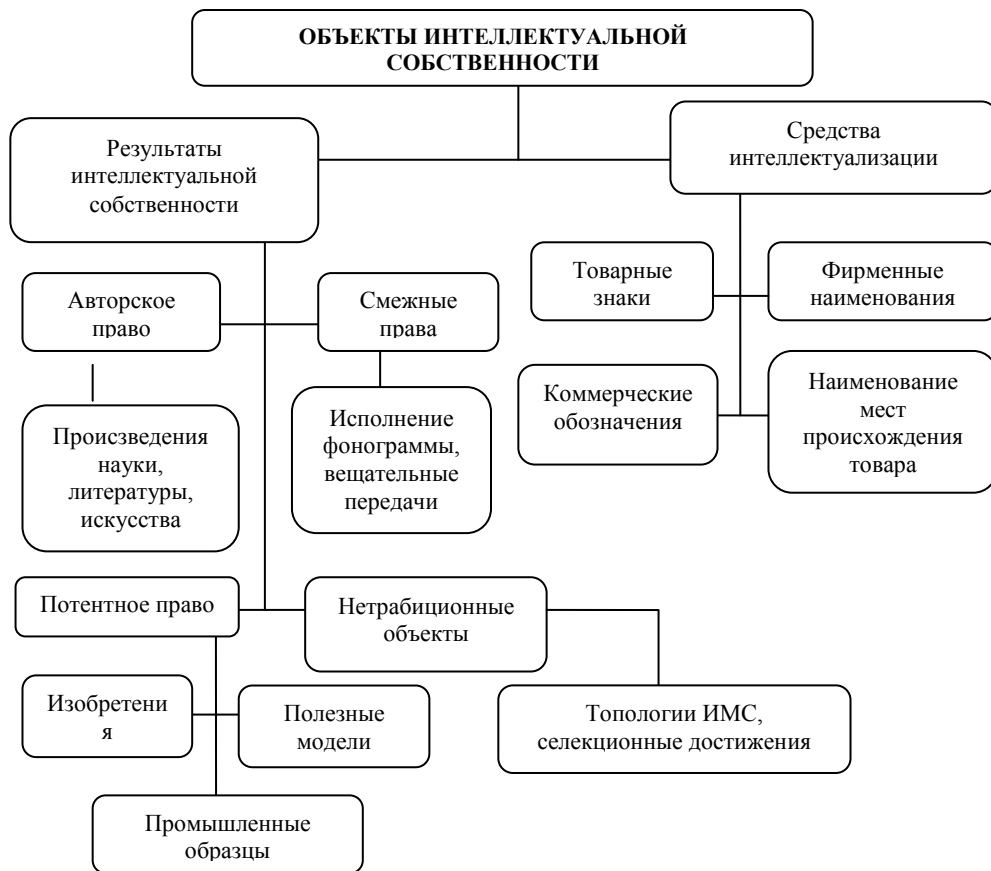 ОБЪЕКТЫ ИНТЕЛЛЕКТУАЛЬНОЙ
СОБСТВЕННОСТИ
Результаты
интеллектуальной
собственности
Средства
интеллектуализации
Авторское
право
Смежные
права
Товарные
знаки
Фирменные
наименования
Произведения
науки,
литературы,
искусства
Исполнение
фонограммы,
вещательные
передачи
Коммерческие
обозначения
Наименование
мест
происхождения
товара
Потентное право
Нетрабиционные
объекты
Изобретени
я
Полезные
модели
Топологии ИМС,
селекционные достижения
Промышленные
образцы